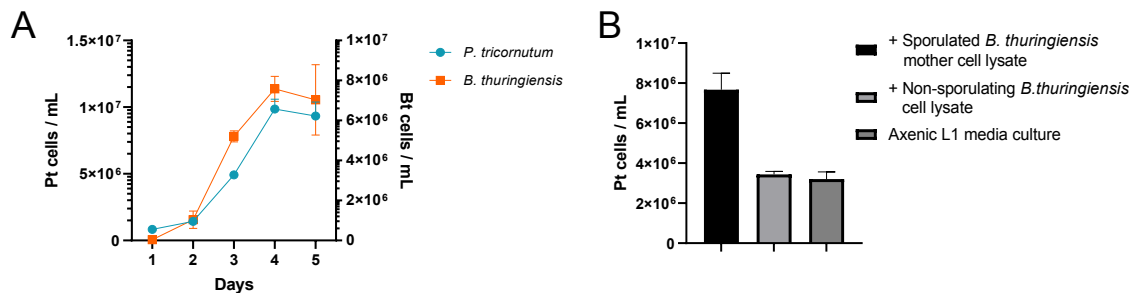 A
Pt cells / mL
1.5×10⁷
1×10⁷
5×10⁶
0
1
2
3
4
5
Days
1×10⁷
8×10⁶
6×10⁶
4×10⁶
2×10⁶
0
Bt cells / mL
P. tricornutum
B. thuringiensis
B
Pt cells / mL
1×10⁷
8×10⁶
6×10⁶
4×10⁶
2×10⁶
0
+ Sporulated B. thuringiensis
mother cell lysate
+ Non-sporulating B.thuringiensis
cell lysate
Axenic L1 media culture